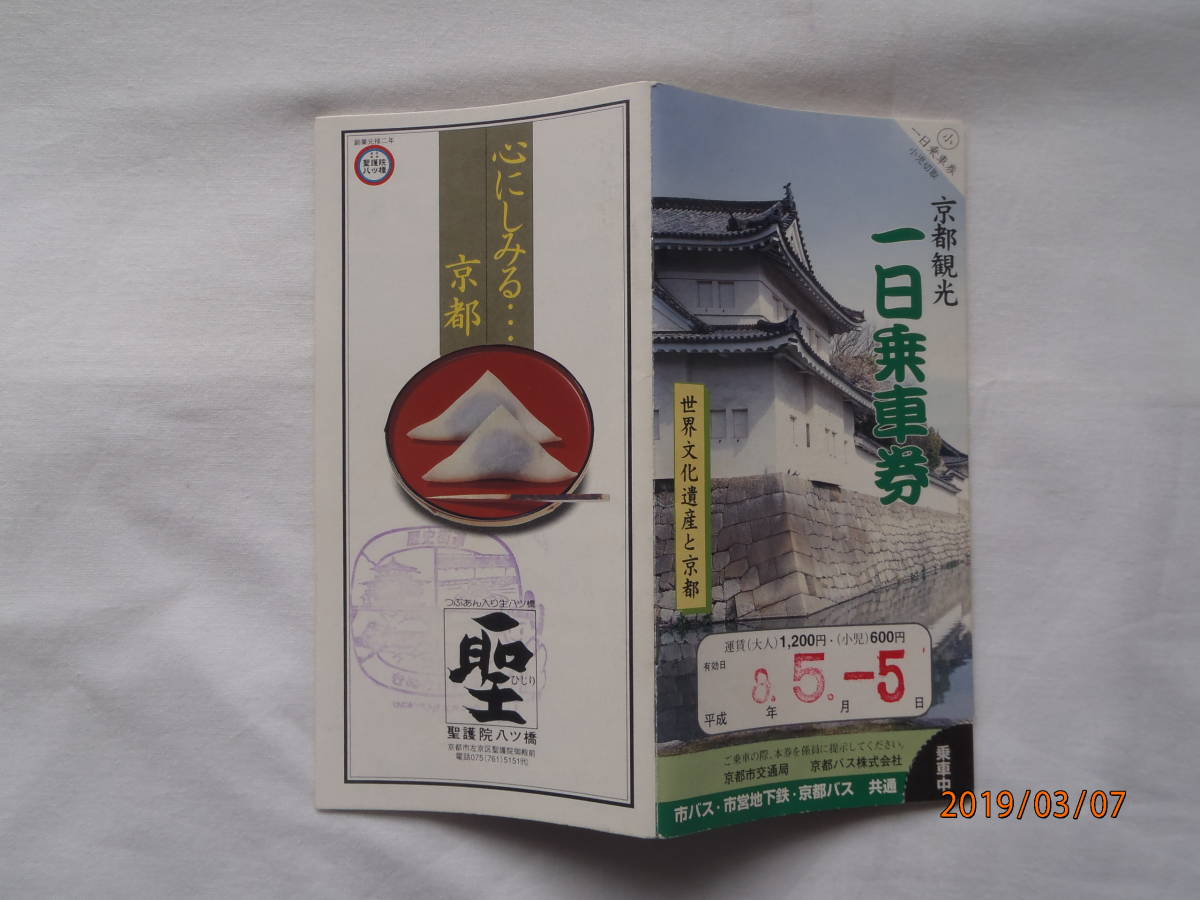 創業元禄二年
聖護院
八ツ橋
心にしみる・・・
京都
つぶあん入り生八ツ橋
聖
ひじり
聖護院八ツ橋
京都市左京区聖護院御殿前
電話075(761)5151代
小
一日乗車券
京都観光
一日乗車券
世界文化遺産と京都
運賃(大人)1,200円・(小児)600円
有効日
8. 5. -5
平成 年 月 日
ご乗車の際、本券を係員に提示してください。
京都市交通局 京都バス株式会社
市バス・市営地下鉄・京都バス 共通
乗車中
2019/03/07